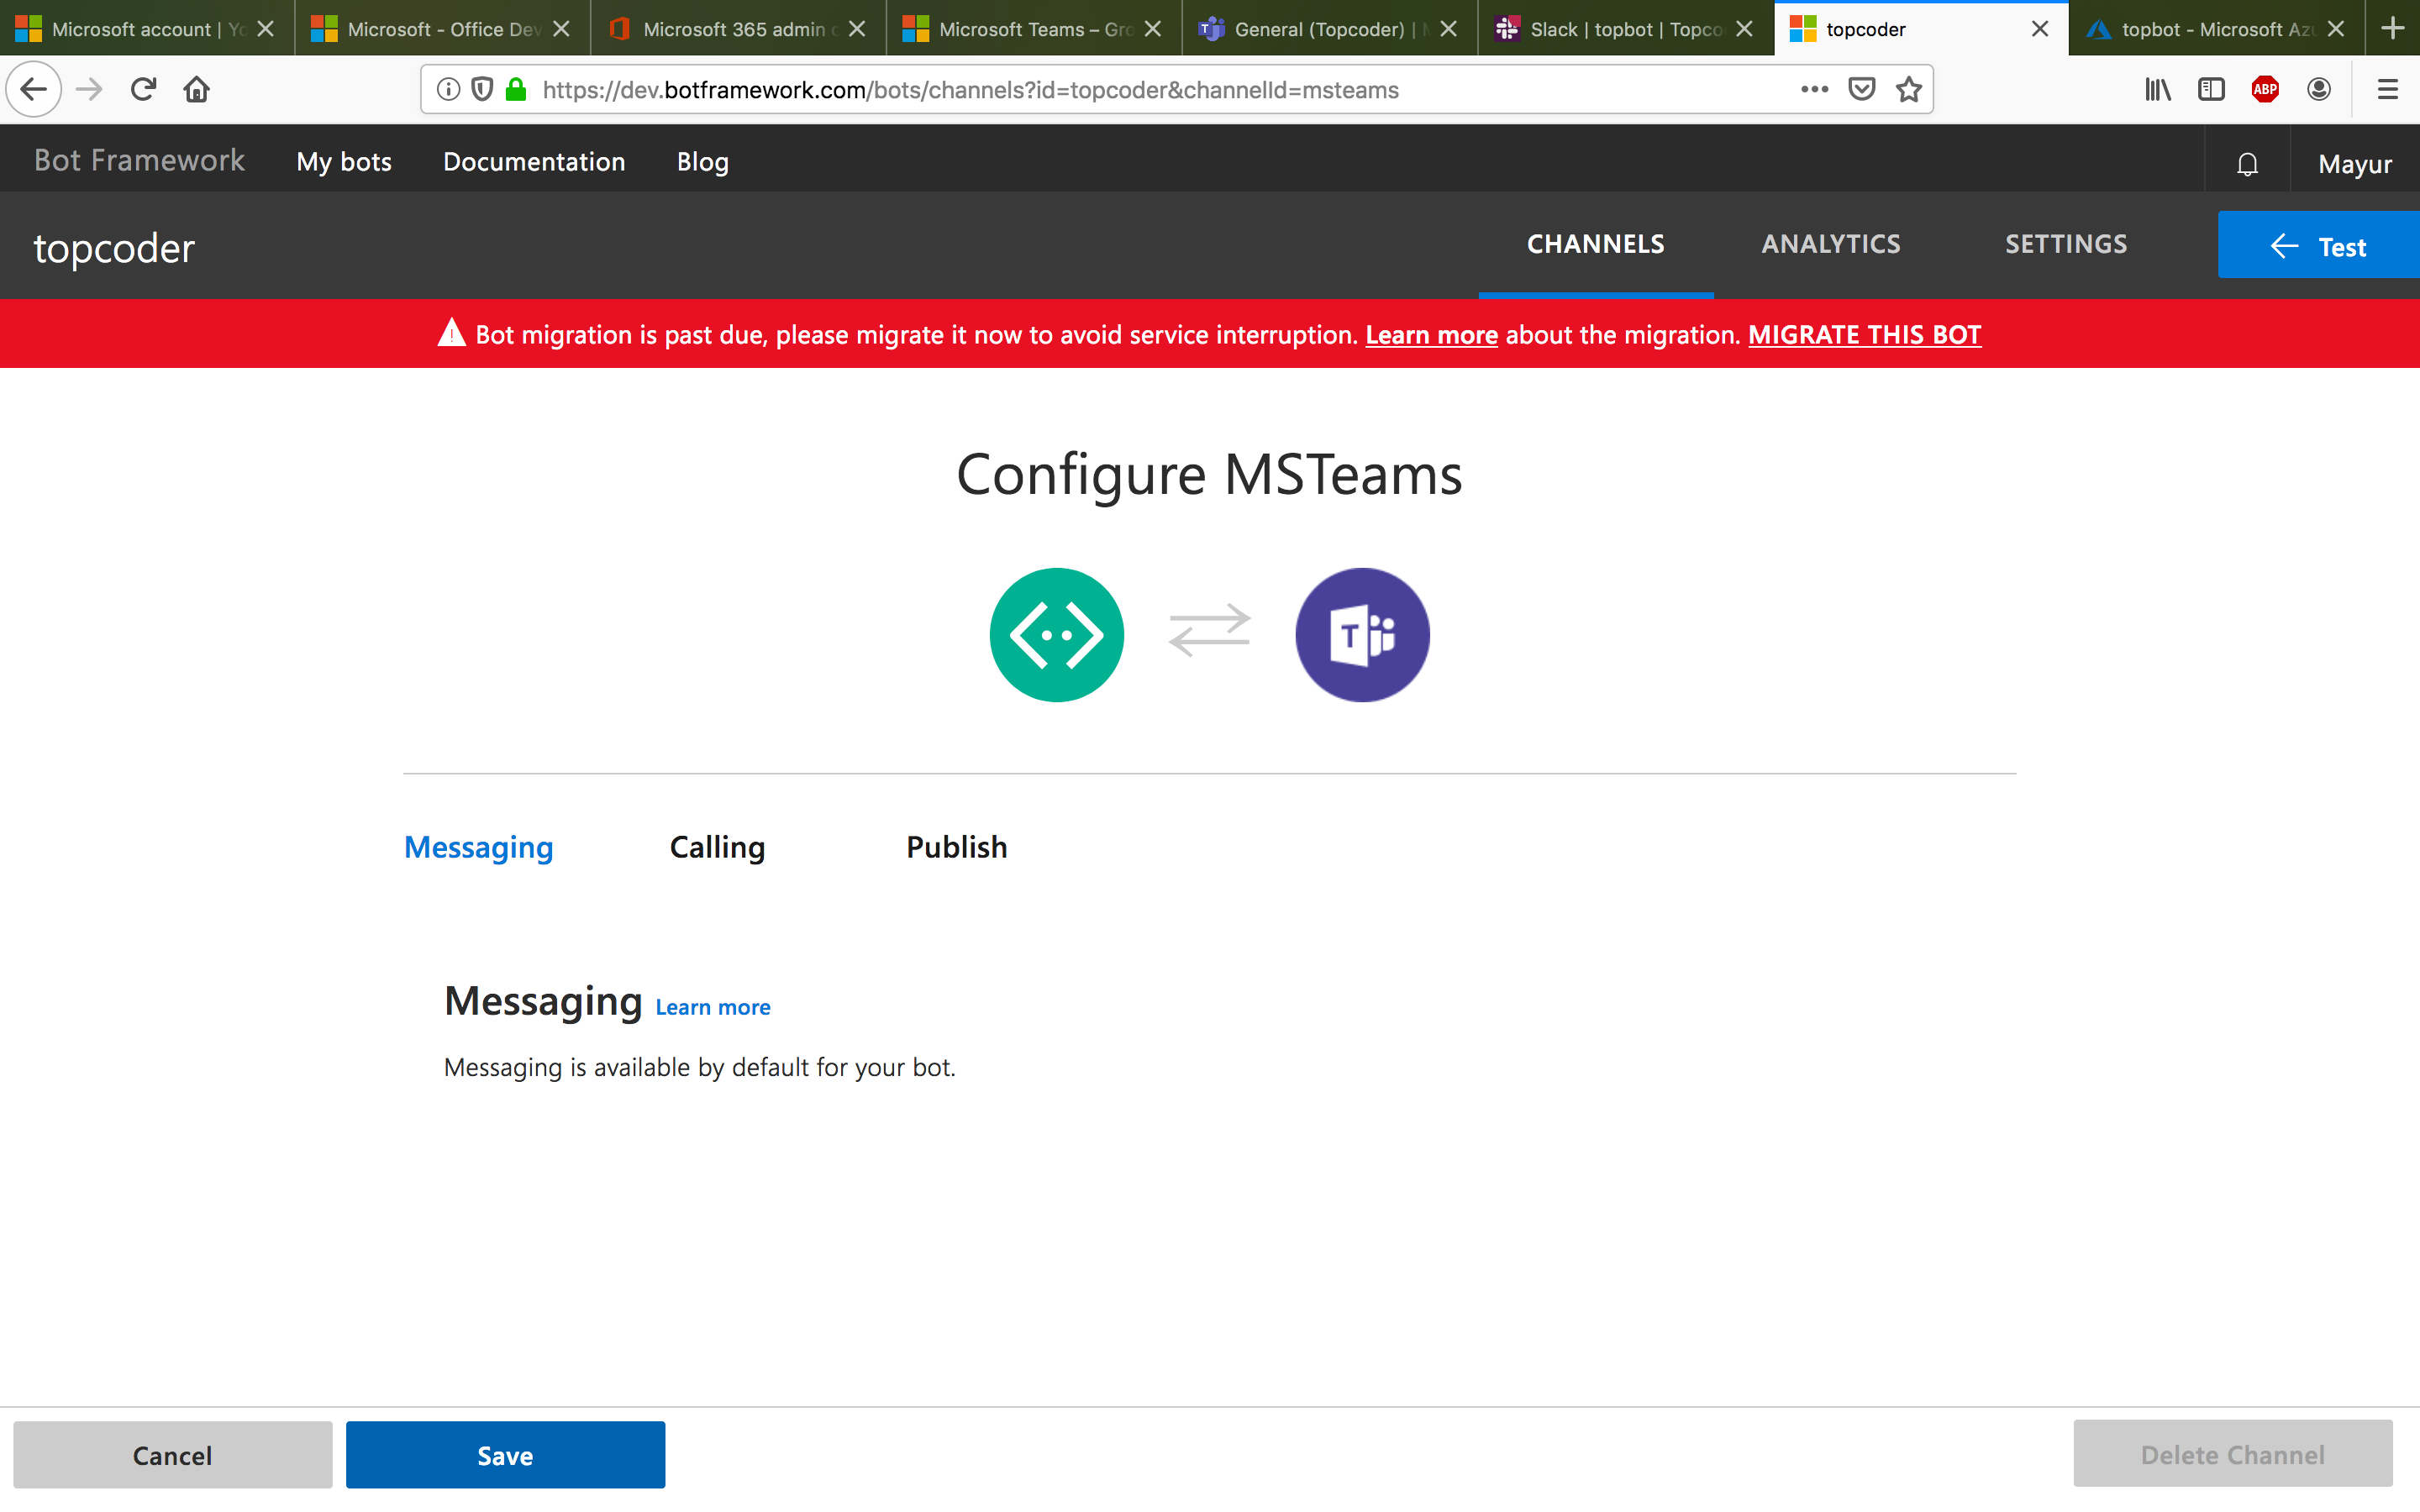 Microsoft account | Yo
Microsoft - Office Dev
Microsoft 365 admin c
Microsoft Teams – Gro
General (Topcoder) |
Slack | topbot | Topco
topcoder
topbot - Microsoft Az
https://dev.botframework.com/bots/channels?id=topcoder&channelId=msteams
ABP
Bot Framework
My bots
Documentation
Blog
Mayur
topcoder
CHANNELS
ANALYTICS
SETTINGS
Test
Bot migration is past due, please migrate it now to avoid service interruption. Learn more about the migration. MIGRATE THIS BOT
Configure MSTeams
T
Messaging
Calling
Publish
Messaging Learn more
Messaging is available by default for your bot.
Cancel
Save
Delete Channel